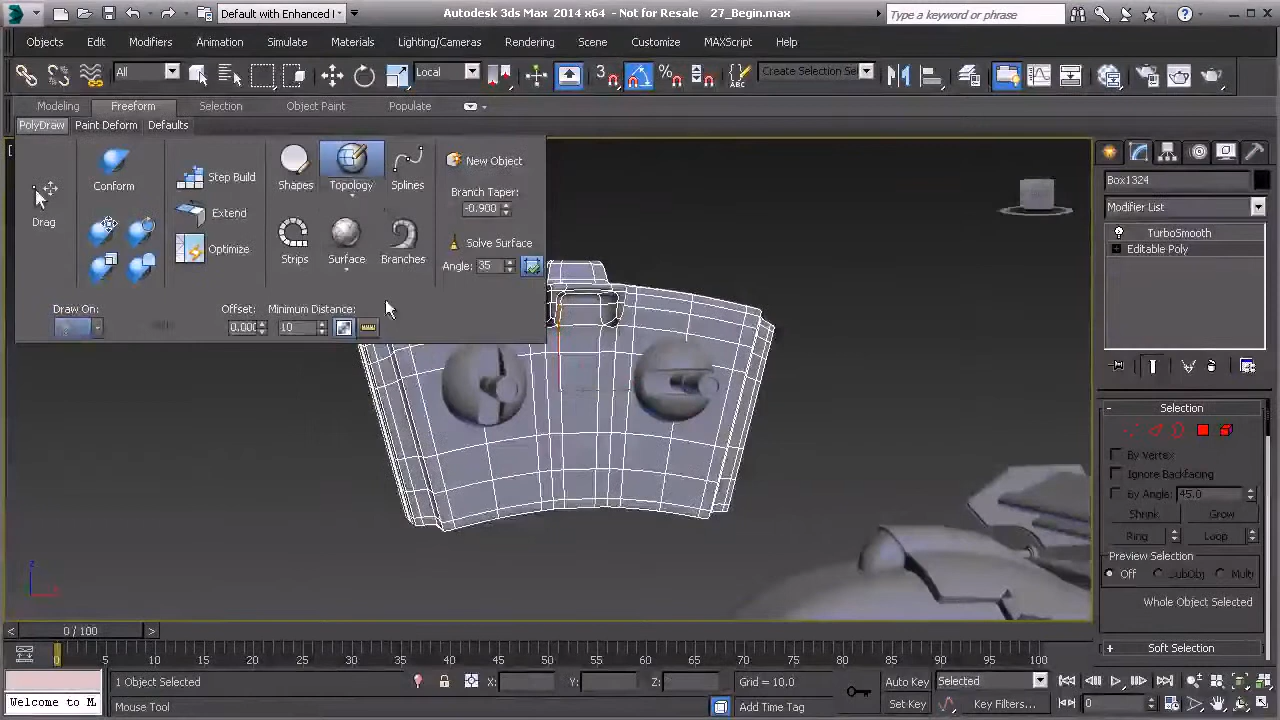 Default with Enhanced I
Autodesk 3ds Max 2014 x64 - Not for Resale 27_Begin.max
Type a keyword or phrase
Objects Edit Modifiers Animation Simulate Materials Lighting/Cameras Rendering Scene Customize MAXScript Help
All
Local
3
ABC
Create Selection Se
Modeling Freeform Selection Object Paint Populate
PolyDraw Paint Deform Defaults
Drag
Conform
Step Build
Extend
Optimize
Shapes
Topology
Splines
Strips
Surface
Branches
New Object
Branch Taper:
-0.900
Solve Surface
Angle: 35
Draw On:
Offset: Minimum Distance:
0.000
10
[
Box1324
Modifier List
TurboSmooth
Editable Poly
- Selection
By Vertex
Ignore Backfacing
By Angle: 45.0
Shrink Grow
Ring Loop
Preview Selection
Off SubObj Multi
Whole Object Selected
+ Soft Selection
z
x
< 0 / 100 >
0 5 10 15 20 25 30 35 40 45 50 55 60 65 70 75 80 85 90 95 100
1 Object Selected X: Y: Z: Grid = 10.0 Auto Key Selected
Welcome to M
Mouse Tool
Add Time Tag Set Key Key Filters... 0